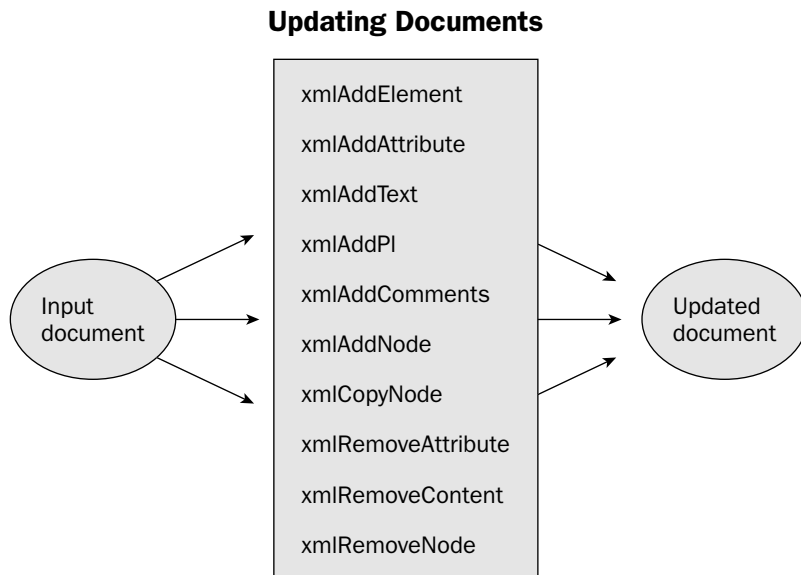 Updating Documents
Input
document
xmlAddElement
xmlAddAttribute
xmlAddText
xmlAddPI
xmlAddComments
xmlAddNode
xmlCopyNode
xmlRemoveAttribute
xmlRemoveContent
xmlRemoveNode
Updated
document